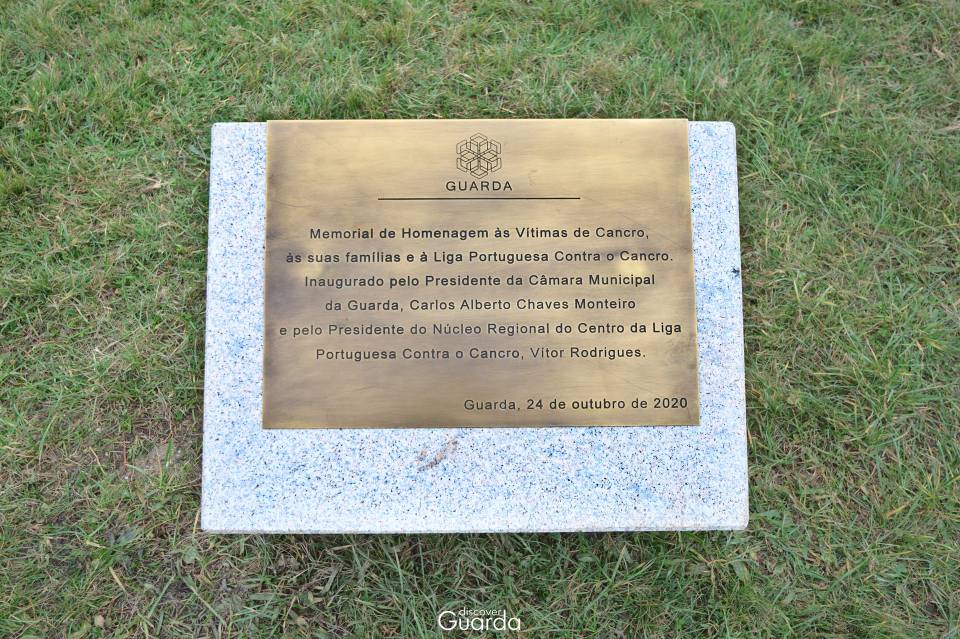 GUARDA
Memorial de Homenagem às Vítimas de Cancro,
às suas famílias e à Liga Portuguesa Contra o Cancro.
Inaugurado pelo Presidente da Câmara Municipal
da Guarda, Carlos Alberto Chaves Monteiro
e pelo Presidente do Núcleo Regional do Centro da Liga
Portuguesa Contra o Cancro, Vítor Rodrigues.
Guarda, 24 de outubro de 2020
discover
Guarda